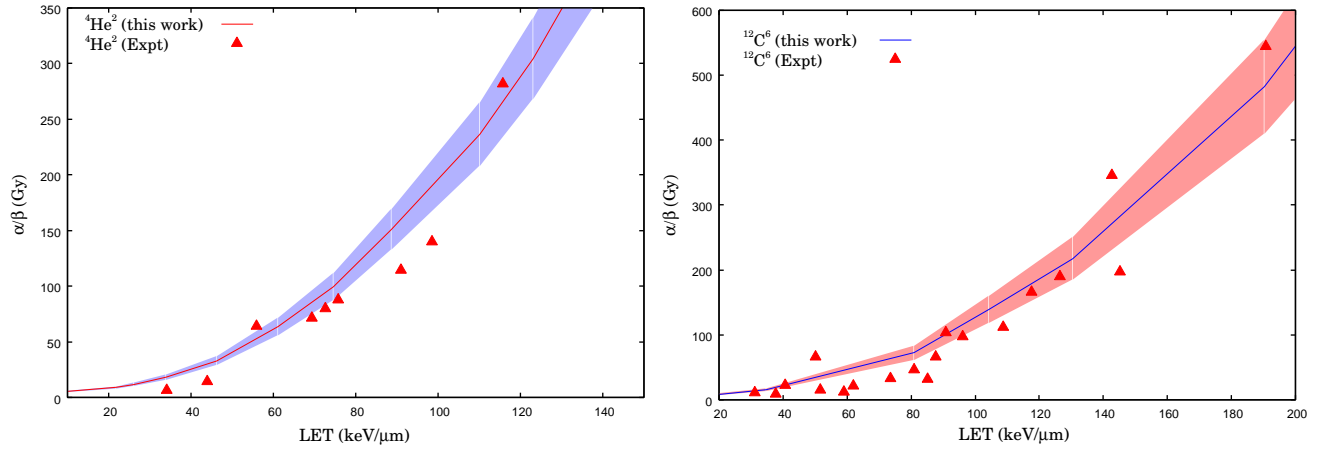 350
300
250
200
150
100
50
0
α/β (Gy)
⁴He² (this work)
⁴He² (Expt)
20 40 60 80 100 120 140
LET (keV/μm)
600
500
400
300
200
100
0
α/β (Gy)
¹²C⁶ (this work)
¹²C⁶ (Expt)
20 40 60 80 100 120 140 160 180 200
LET (keV/μm)